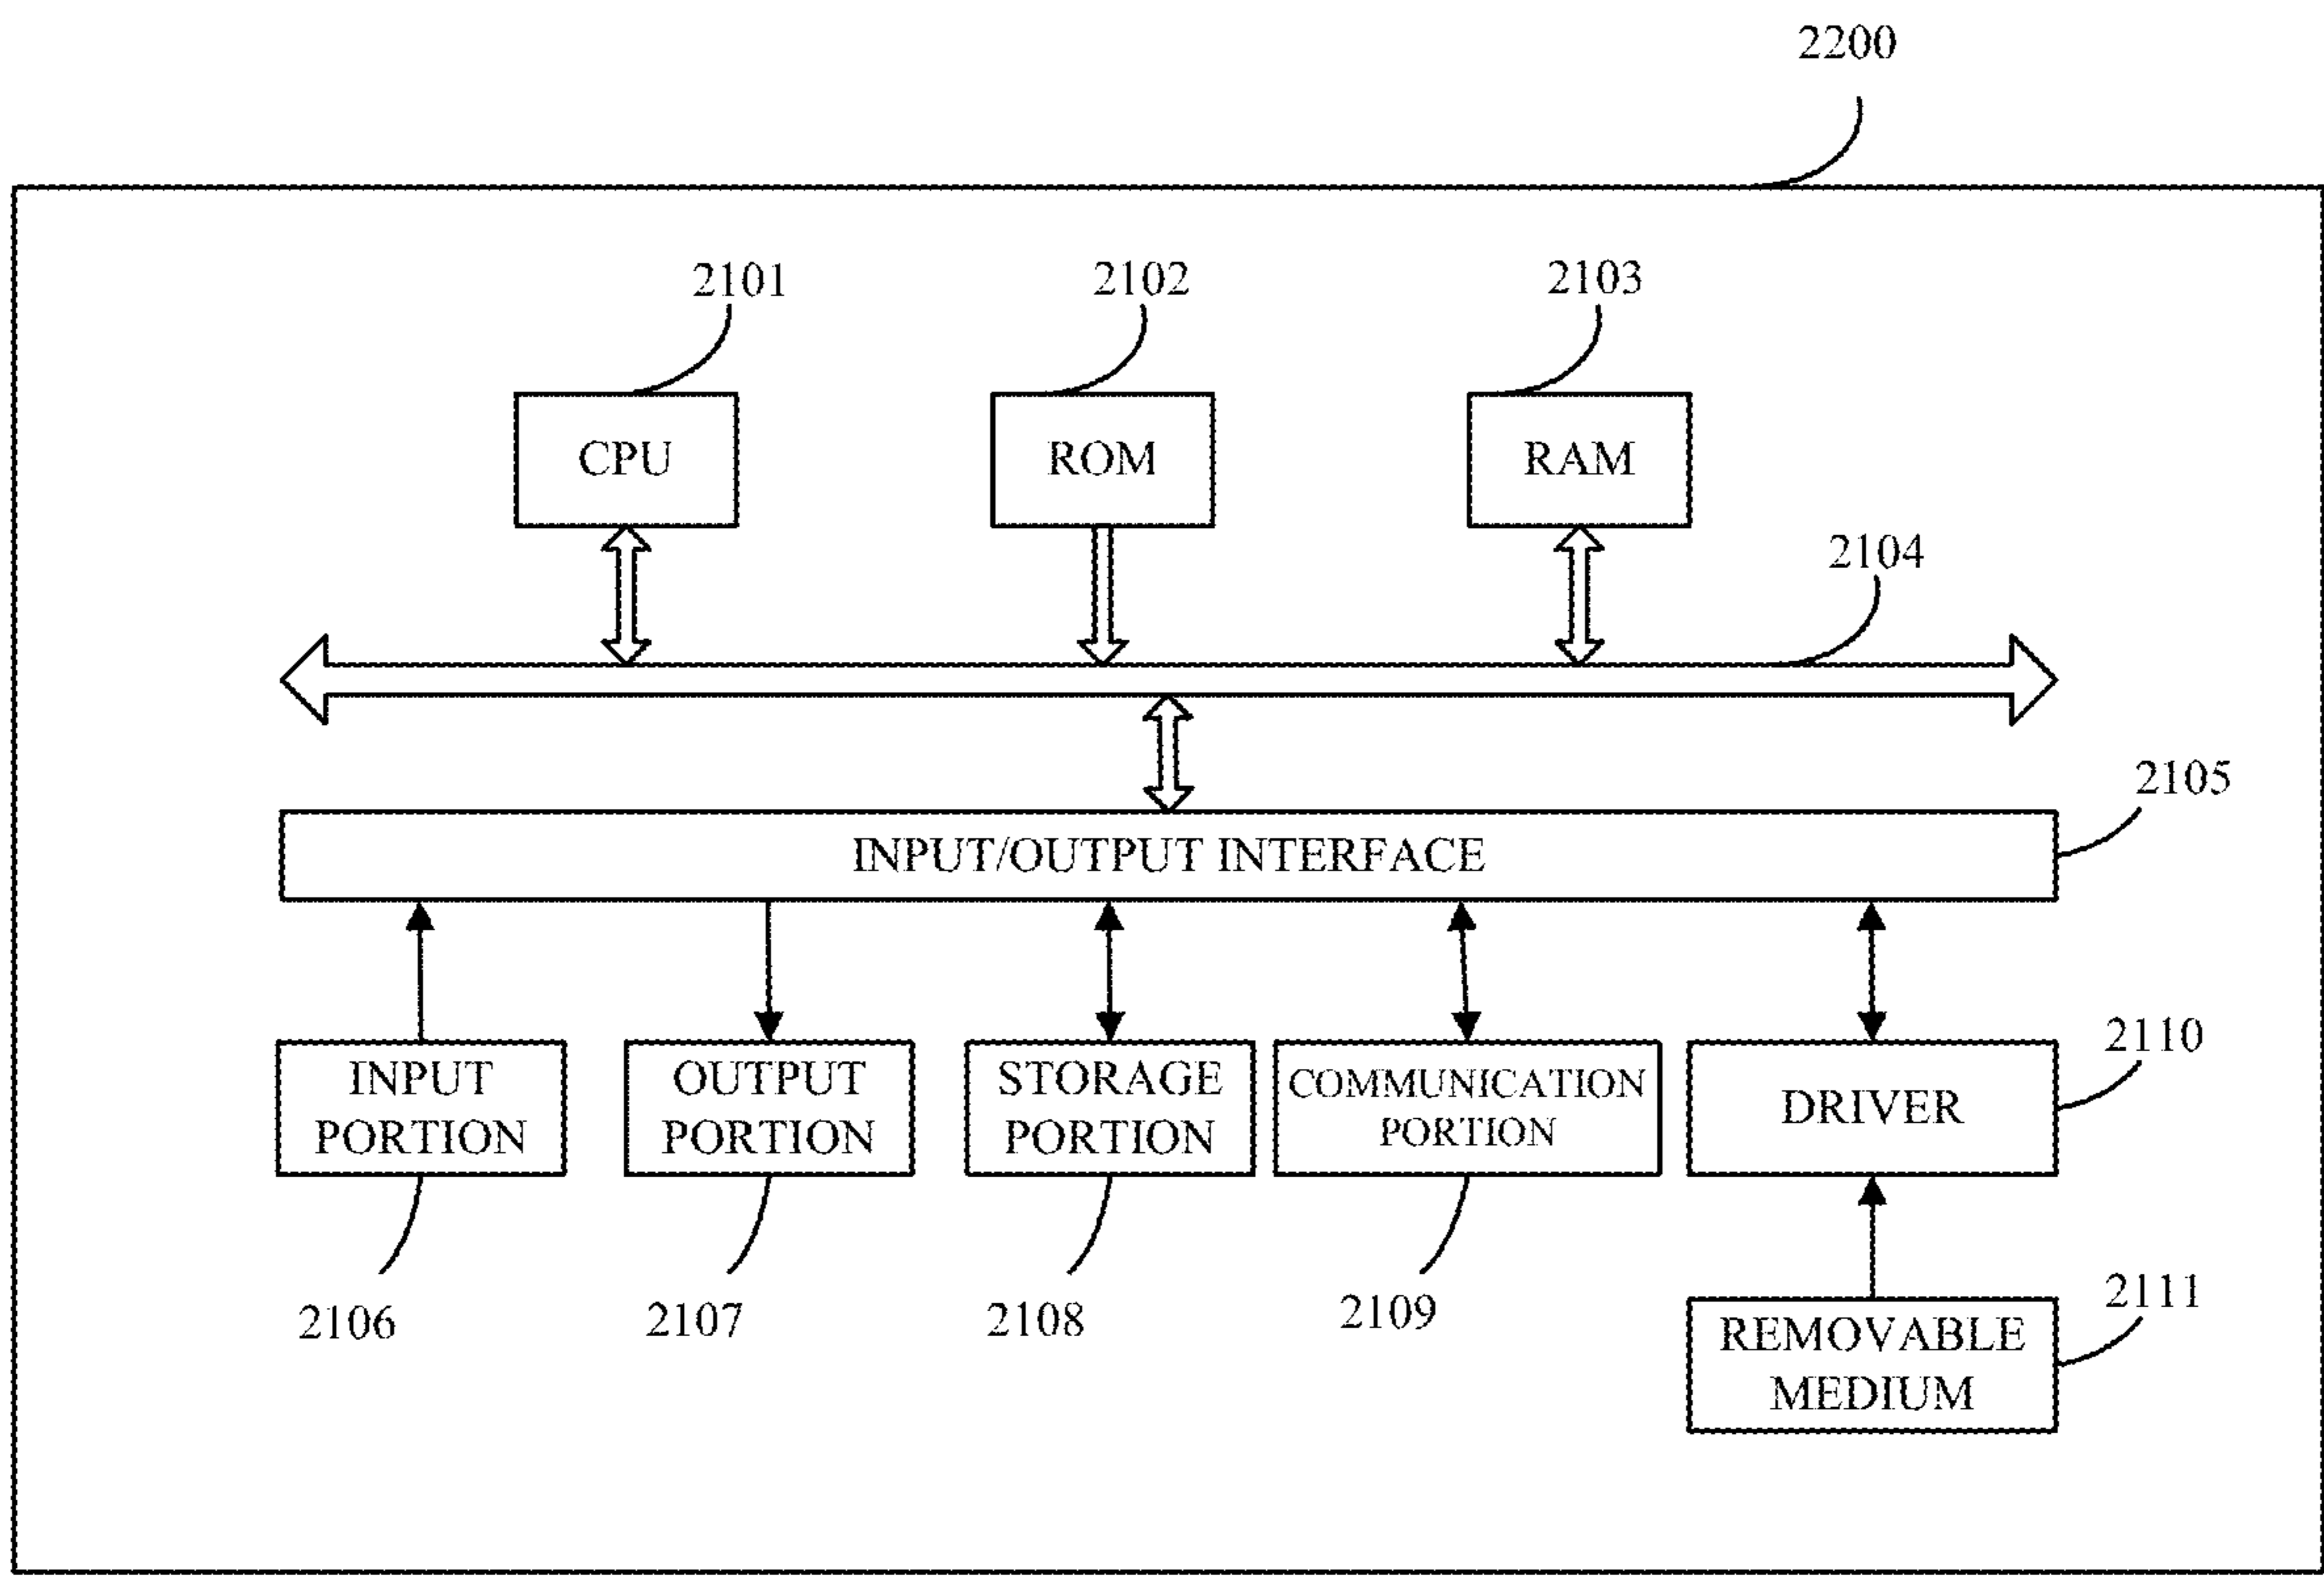 2200
2101
2102
2103
CPU
ROM
RAM
2104
2105
INPUT/OUTPUT INTERFACE
2110
INPUT
PORTION
OUTPUT
PORTION
STORAGE
PORTION
COMMUNICATION
PORTION
DRIVER
2106
2107
2108
2109
2111
REMOVABLE
MEDIUM